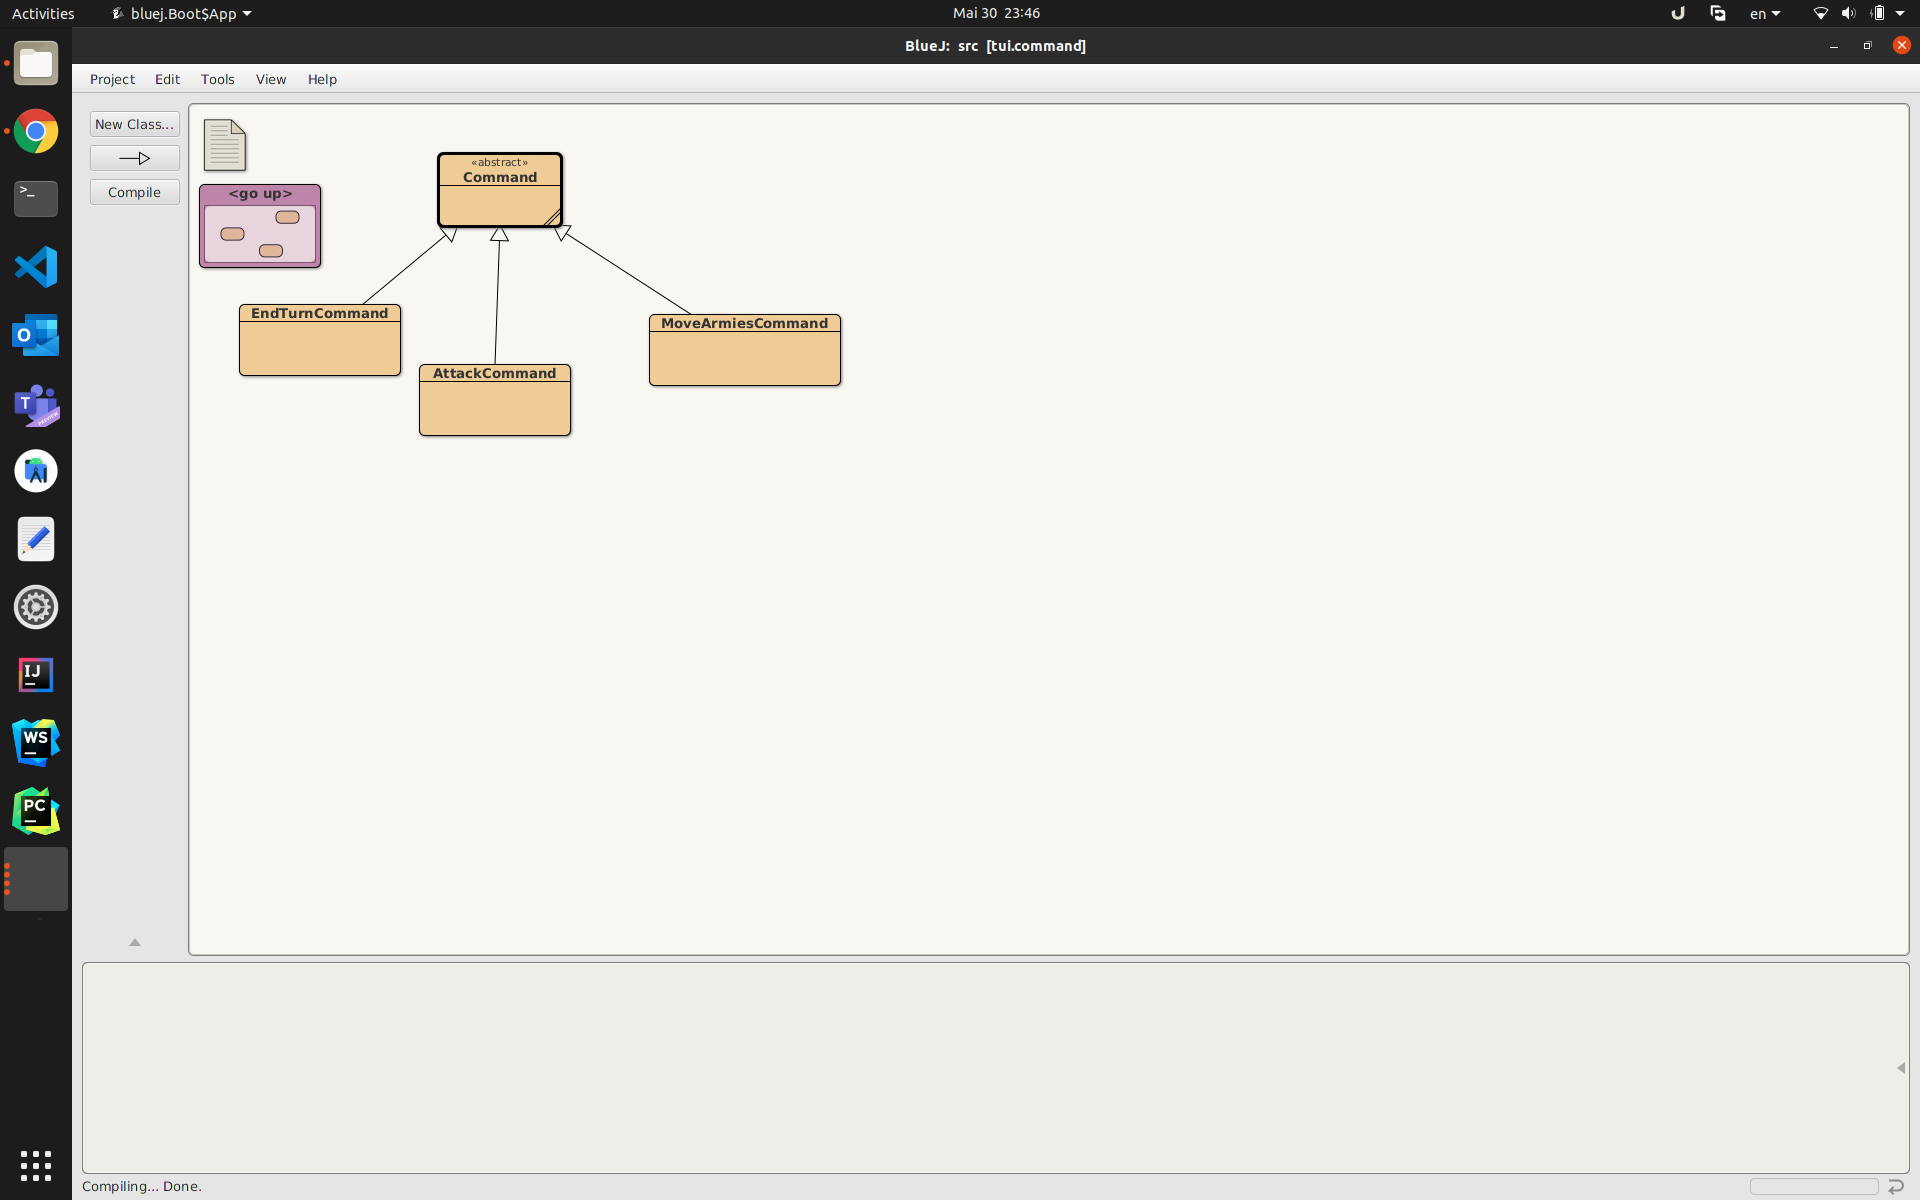 Activities
bluej.Boot$App
Mai 30 23:46
en
BlueJ: src [tui.command]
Project Edit Tools View Help
New Class...
Compile
<go up>
«abstract»
Command
EndTurnCommand
MoveArmiesCommand
AttackCommand
>_
O
T
PREVIEW
IJ
WS
PC
Compiling... Done.